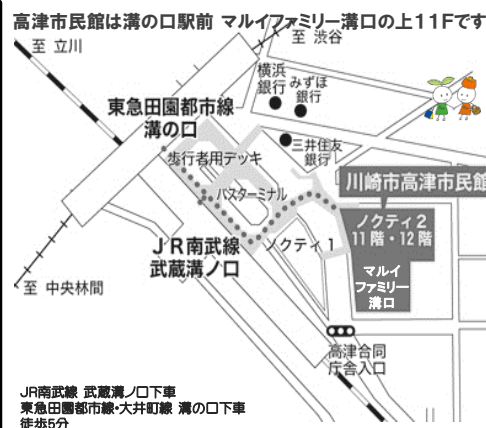 高津市民館は溝の口駅前 マルイファミリー溝口の上11Fです
至 立川
至 渋谷
横浜
銀行
みずほ
銀行
東急田園都市線
溝の口
三井住友
銀行
歩行者用デッキ
川崎市高津市民館
バスターミナル
ノクティ2
11階・12階
JR南武線
武蔵溝ノ口
ノクティ1
マルイ
ファミリー
溝口
至 中央林間
高津合同
庁舎入口
JR南武線 武蔵溝ノ口下車
東急田園都市線・大井町線 溝の口下車
徒歩5分